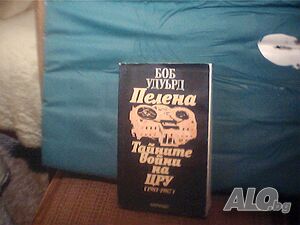 БОБ
УДУЪРД
Пелена
Тайните
войни
на
ЦРУ
(1981-1987)
ALO.bg